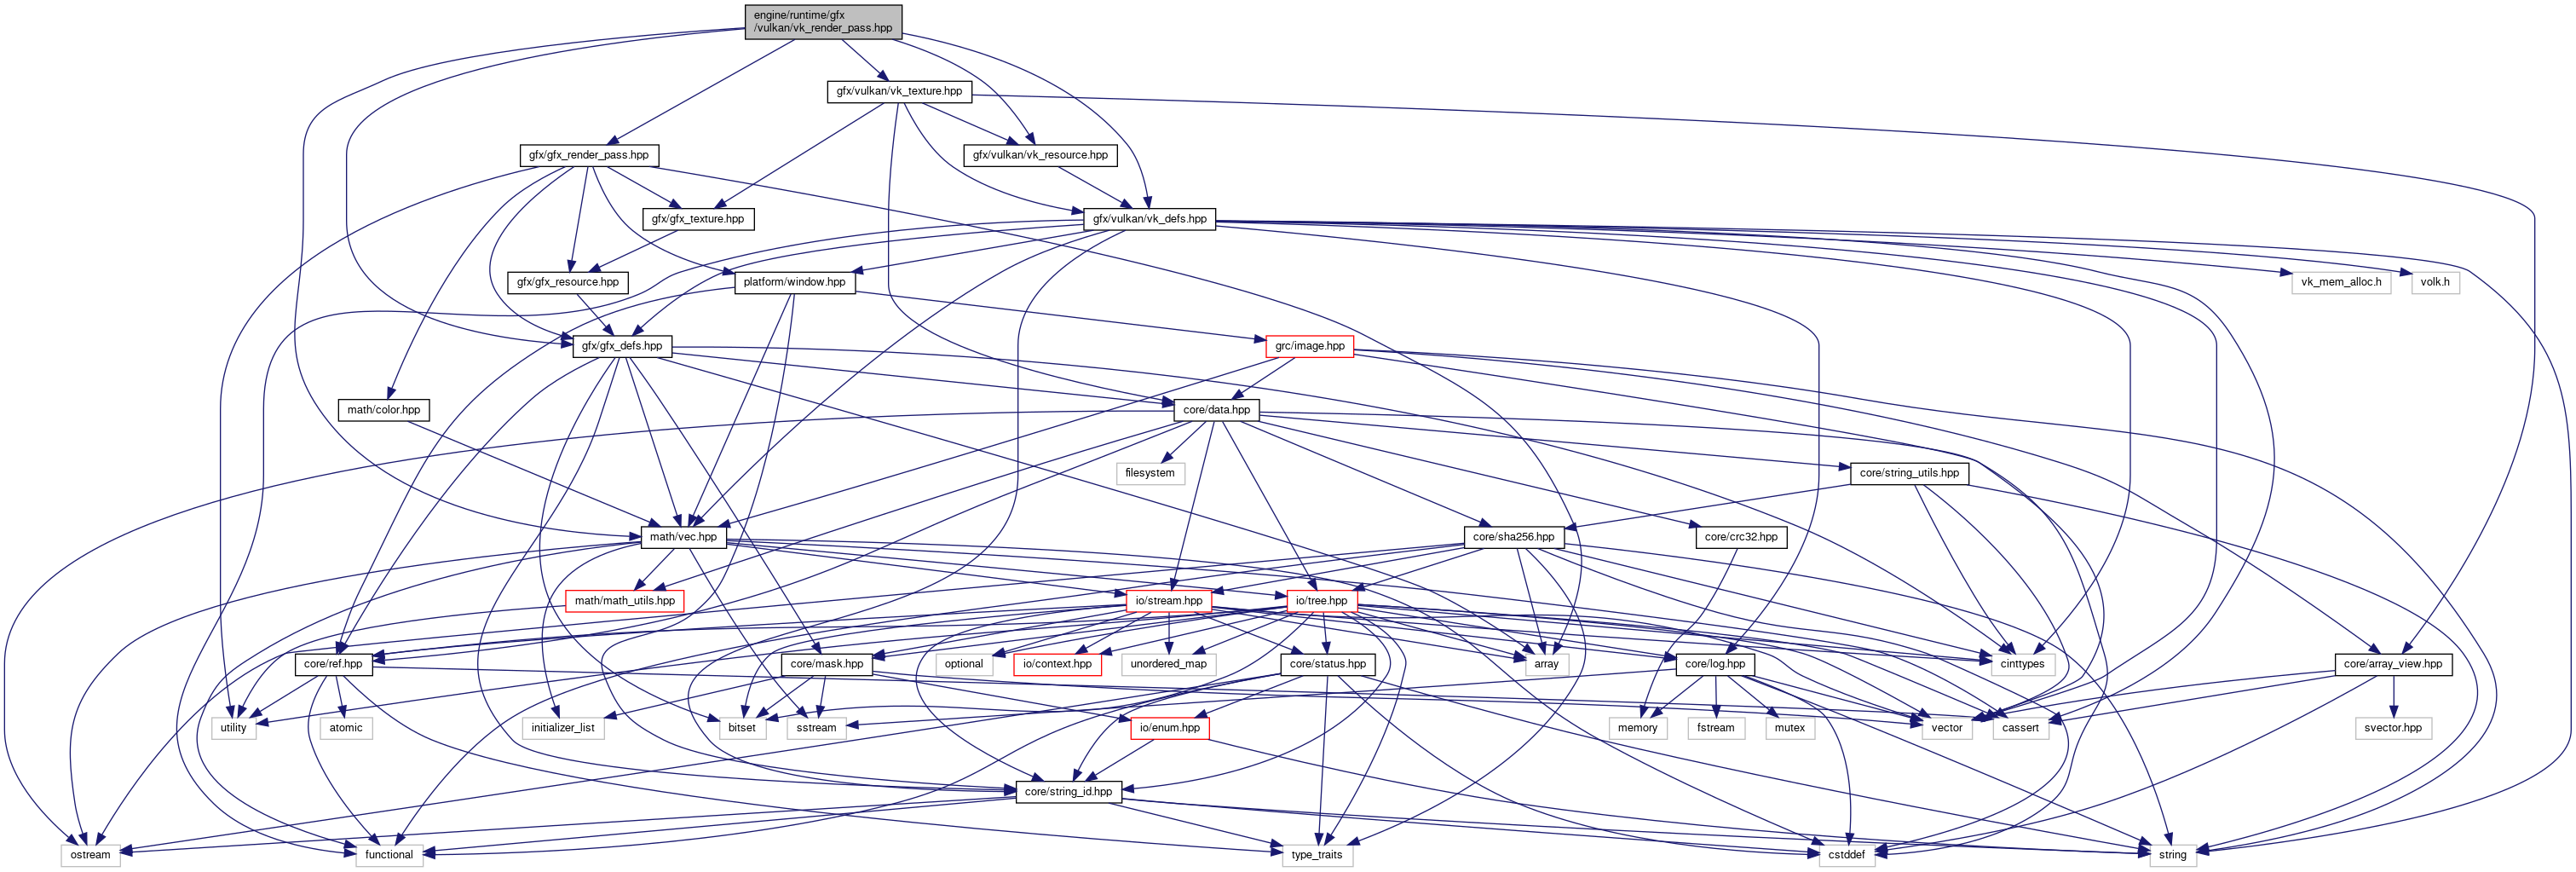 engine/runtime/gfx
/vulkan/vk_render_pass.hpp
gfx/vulkan/vk_texture.hpp
gfx/gfx_render_pass.hpp
gfx/vulkan/vk_resource.hpp
gfx/gfx_texture.hpp
gfx/vulkan/vk_defs.hpp
gfx/gfx_resource.hpp
platform/window.hpp
vk_mem_alloc.h
volk.h
gfx/gfx_defs.hpp
grc/image.hpp
math/color.hpp
core/data.hpp
filesystem
core/string_utils.hpp
math/vec.hpp
core/sha256.hpp
core/crc32.hpp
math/math_utils.hpp
io/stream.hpp
io/tree.hpp
core/ref.hpp
core/mask.hpp
optional
io/context.hpp
unordered_map
core/status.hpp
array
core/log.hpp
cinttypes
core/array_view.hpp
utility
atomic
initializer_list
bitset
sstream
io/enum.hpp
memory
fstream
mutex
vector
cassert
svector.hpp
core/string_id.hpp
ostream
functional
type_traits
cstddef
string